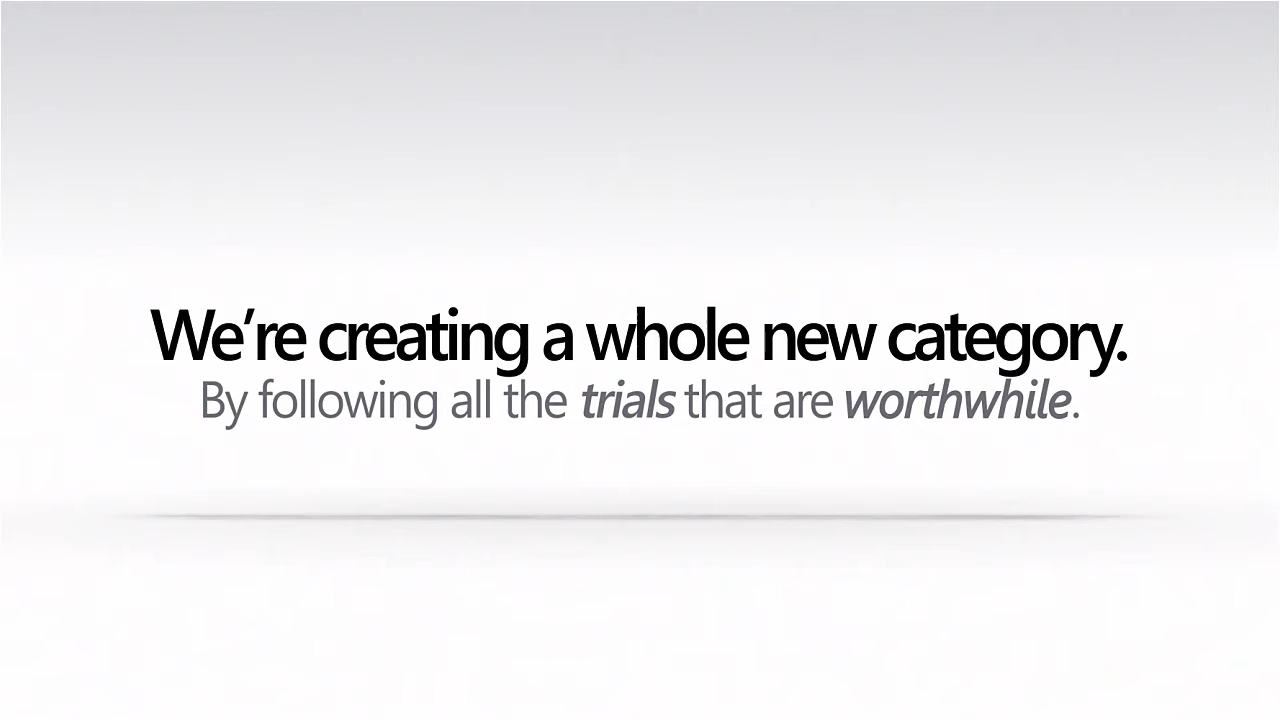 We’re creating a whole new category.
By following all the trials that are worthwhile.